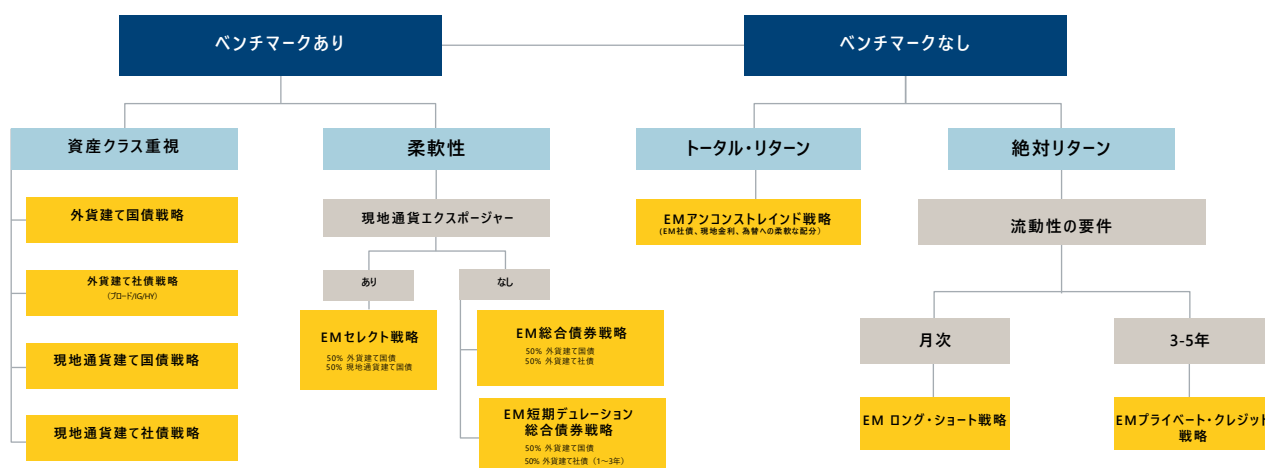 ベンチマークあり
ベンチマークなし
資産クラス重視
柔軟性
トータル・リターン
絶対リターン
外貨建て国債戦略
外貨建て社債戦略
(ブロード/IG/HY)
現地通貨建て国債戦略
現地通貨建て社債戦略
現地通貨エクスポージャー
あり
なし
EMセレクト戦略
50% 外貨建て国債
50% 現地通貨建て国債
EM総合債券戦略
50% 外貨建て国債
50% 外貨建て社債
EM短期デュレーション
総合債券戦略
50% 外貨建て国債
50% 外貨建て社債（1～3年）
EMアンコンストレインド戦略
(EM社債、現地金利、為替への柔軟な配分）
流動性の要件
月次
3-5年
EM ロング・ショート戦略
EMプライベート・クレジット
戦略